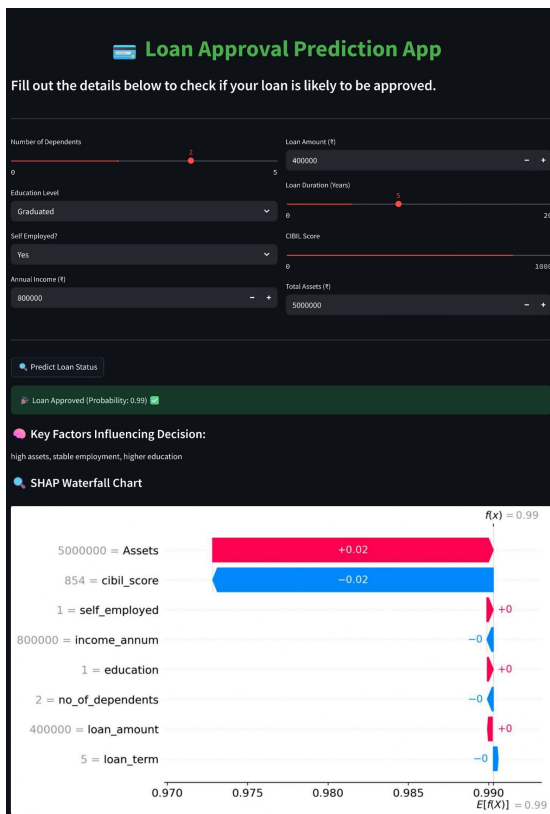 Loan Approval Prediction App
Fill out the details below to check if your loan is likely to be approved.
Number of Dependents
2
0 5
Education Level
Graduated
Self Employed?
Yes
Annual Income (₹)
800000 − +
Loan Amount (₹)
400000 − +
Loan Duration (Years)
5
0 20
CIBIL Score
0 1000
Total Assets (₹)
5000000 − +
Predict Loan Status
Loan Approved (Probability: 0.99)
Key Factors Influencing Decision:
high assets, stable employment, higher education
SHAP Waterfall Chart
f(x) = 0.99
5000000 = Assets +0.02
854 = cibil_score −0.02
1 = self_employed +0
800000 = income_annum −0
1 = education +0
2 = no_of_dependents −0
400000 = loan_amount +0
5 = loan_term −0
0.970 0.975 0.980 0.985 0.990
E[f(X)] = 0.99